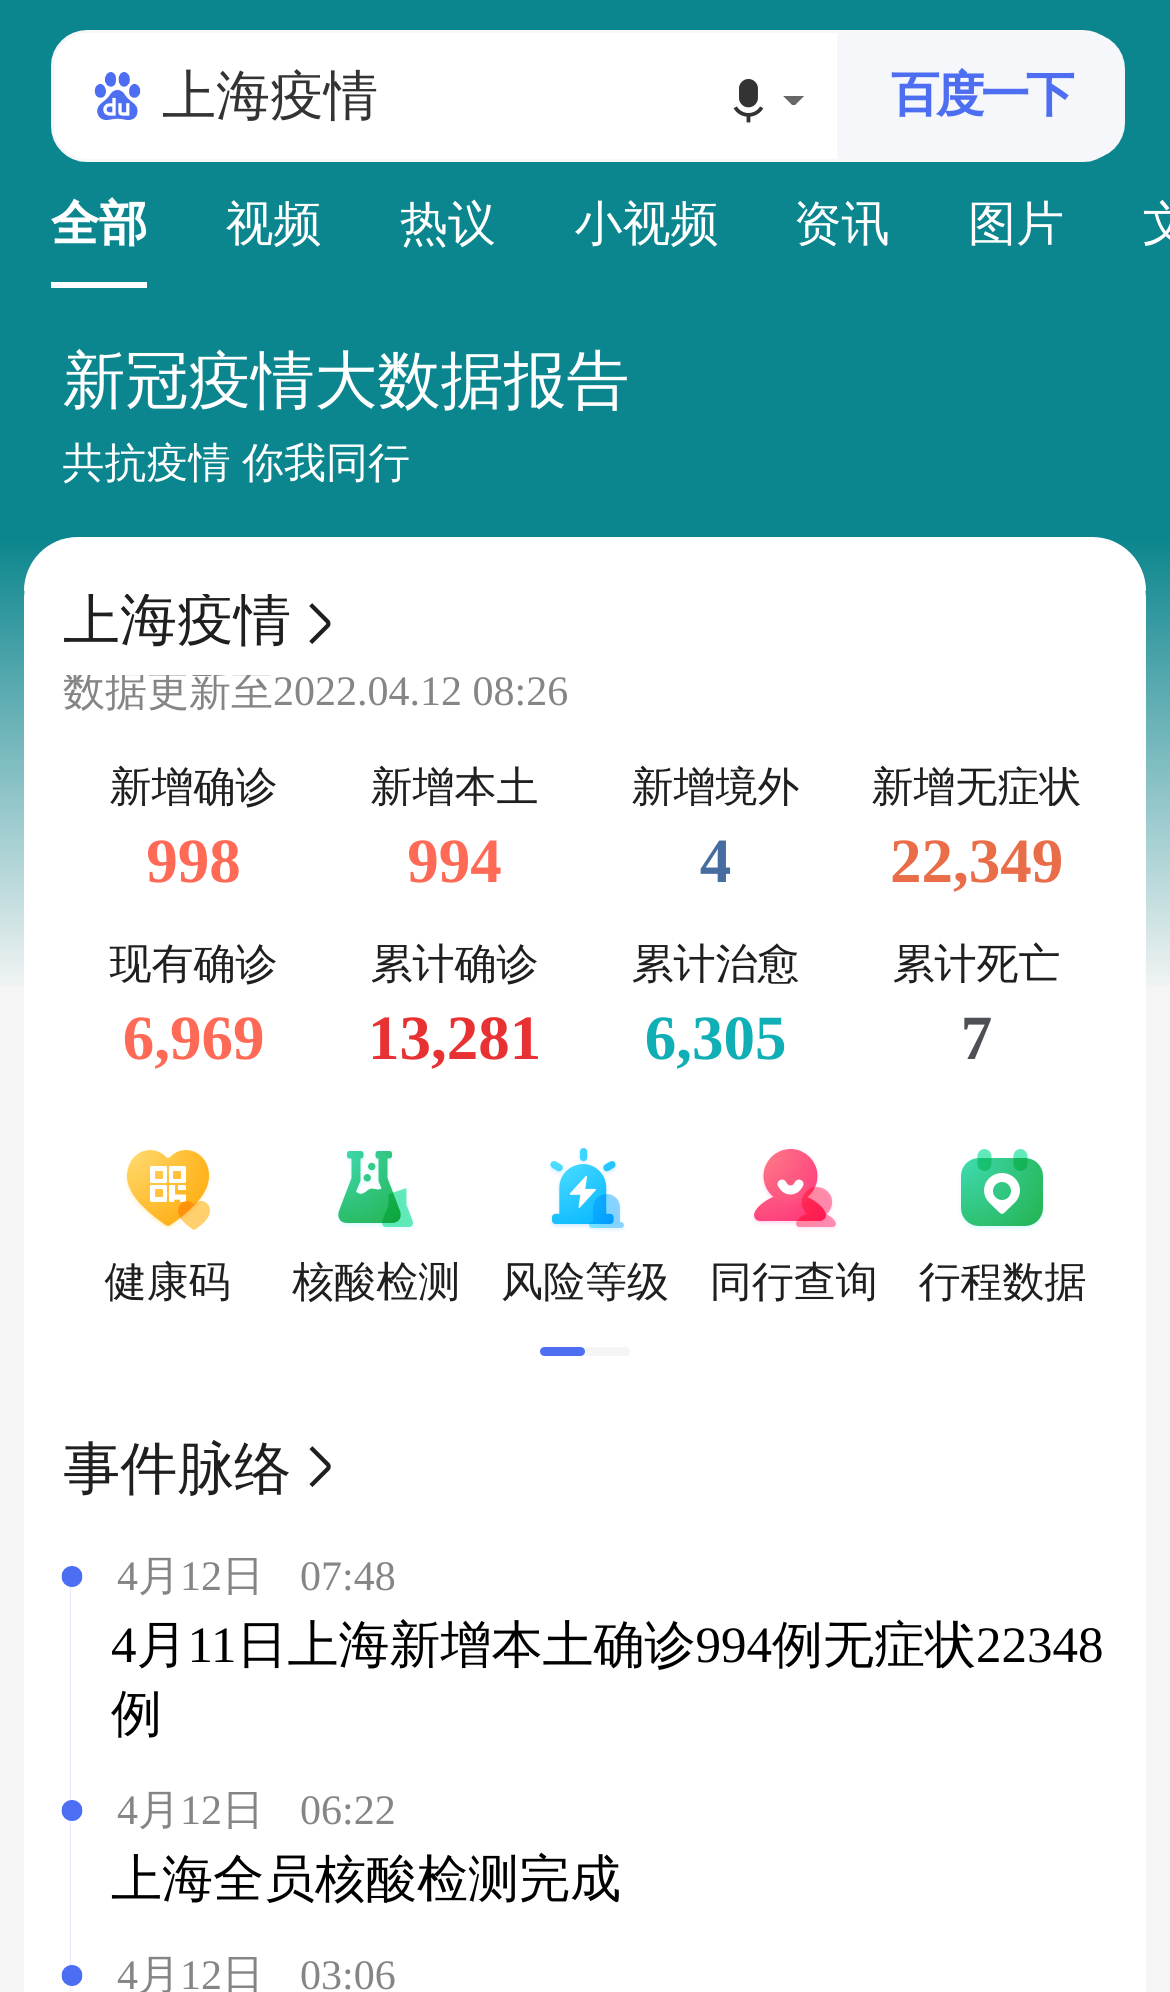 du 上海疫情 百度一下
全部 视频 热议 小视频 资讯 图片
新冠疫情大数据报告
共抗疫情 你我同行
上海疫情
数据更新至2022.04.12 08:26
新增确诊 新增本土 新增境外 新增无症状
998 994 4 22,349
现有确诊 累计确诊 累计治愈 累计死亡
6,969 13,281 6,305 7
健康码 核酸检测 风险等级 同行查询 行程数据
事件脉络
4月12日 07:48
4月11日上海新增本土确诊994例无症状22348
例
4月12日 06:22
上海全员核酸检测完成
4月12日 03:06